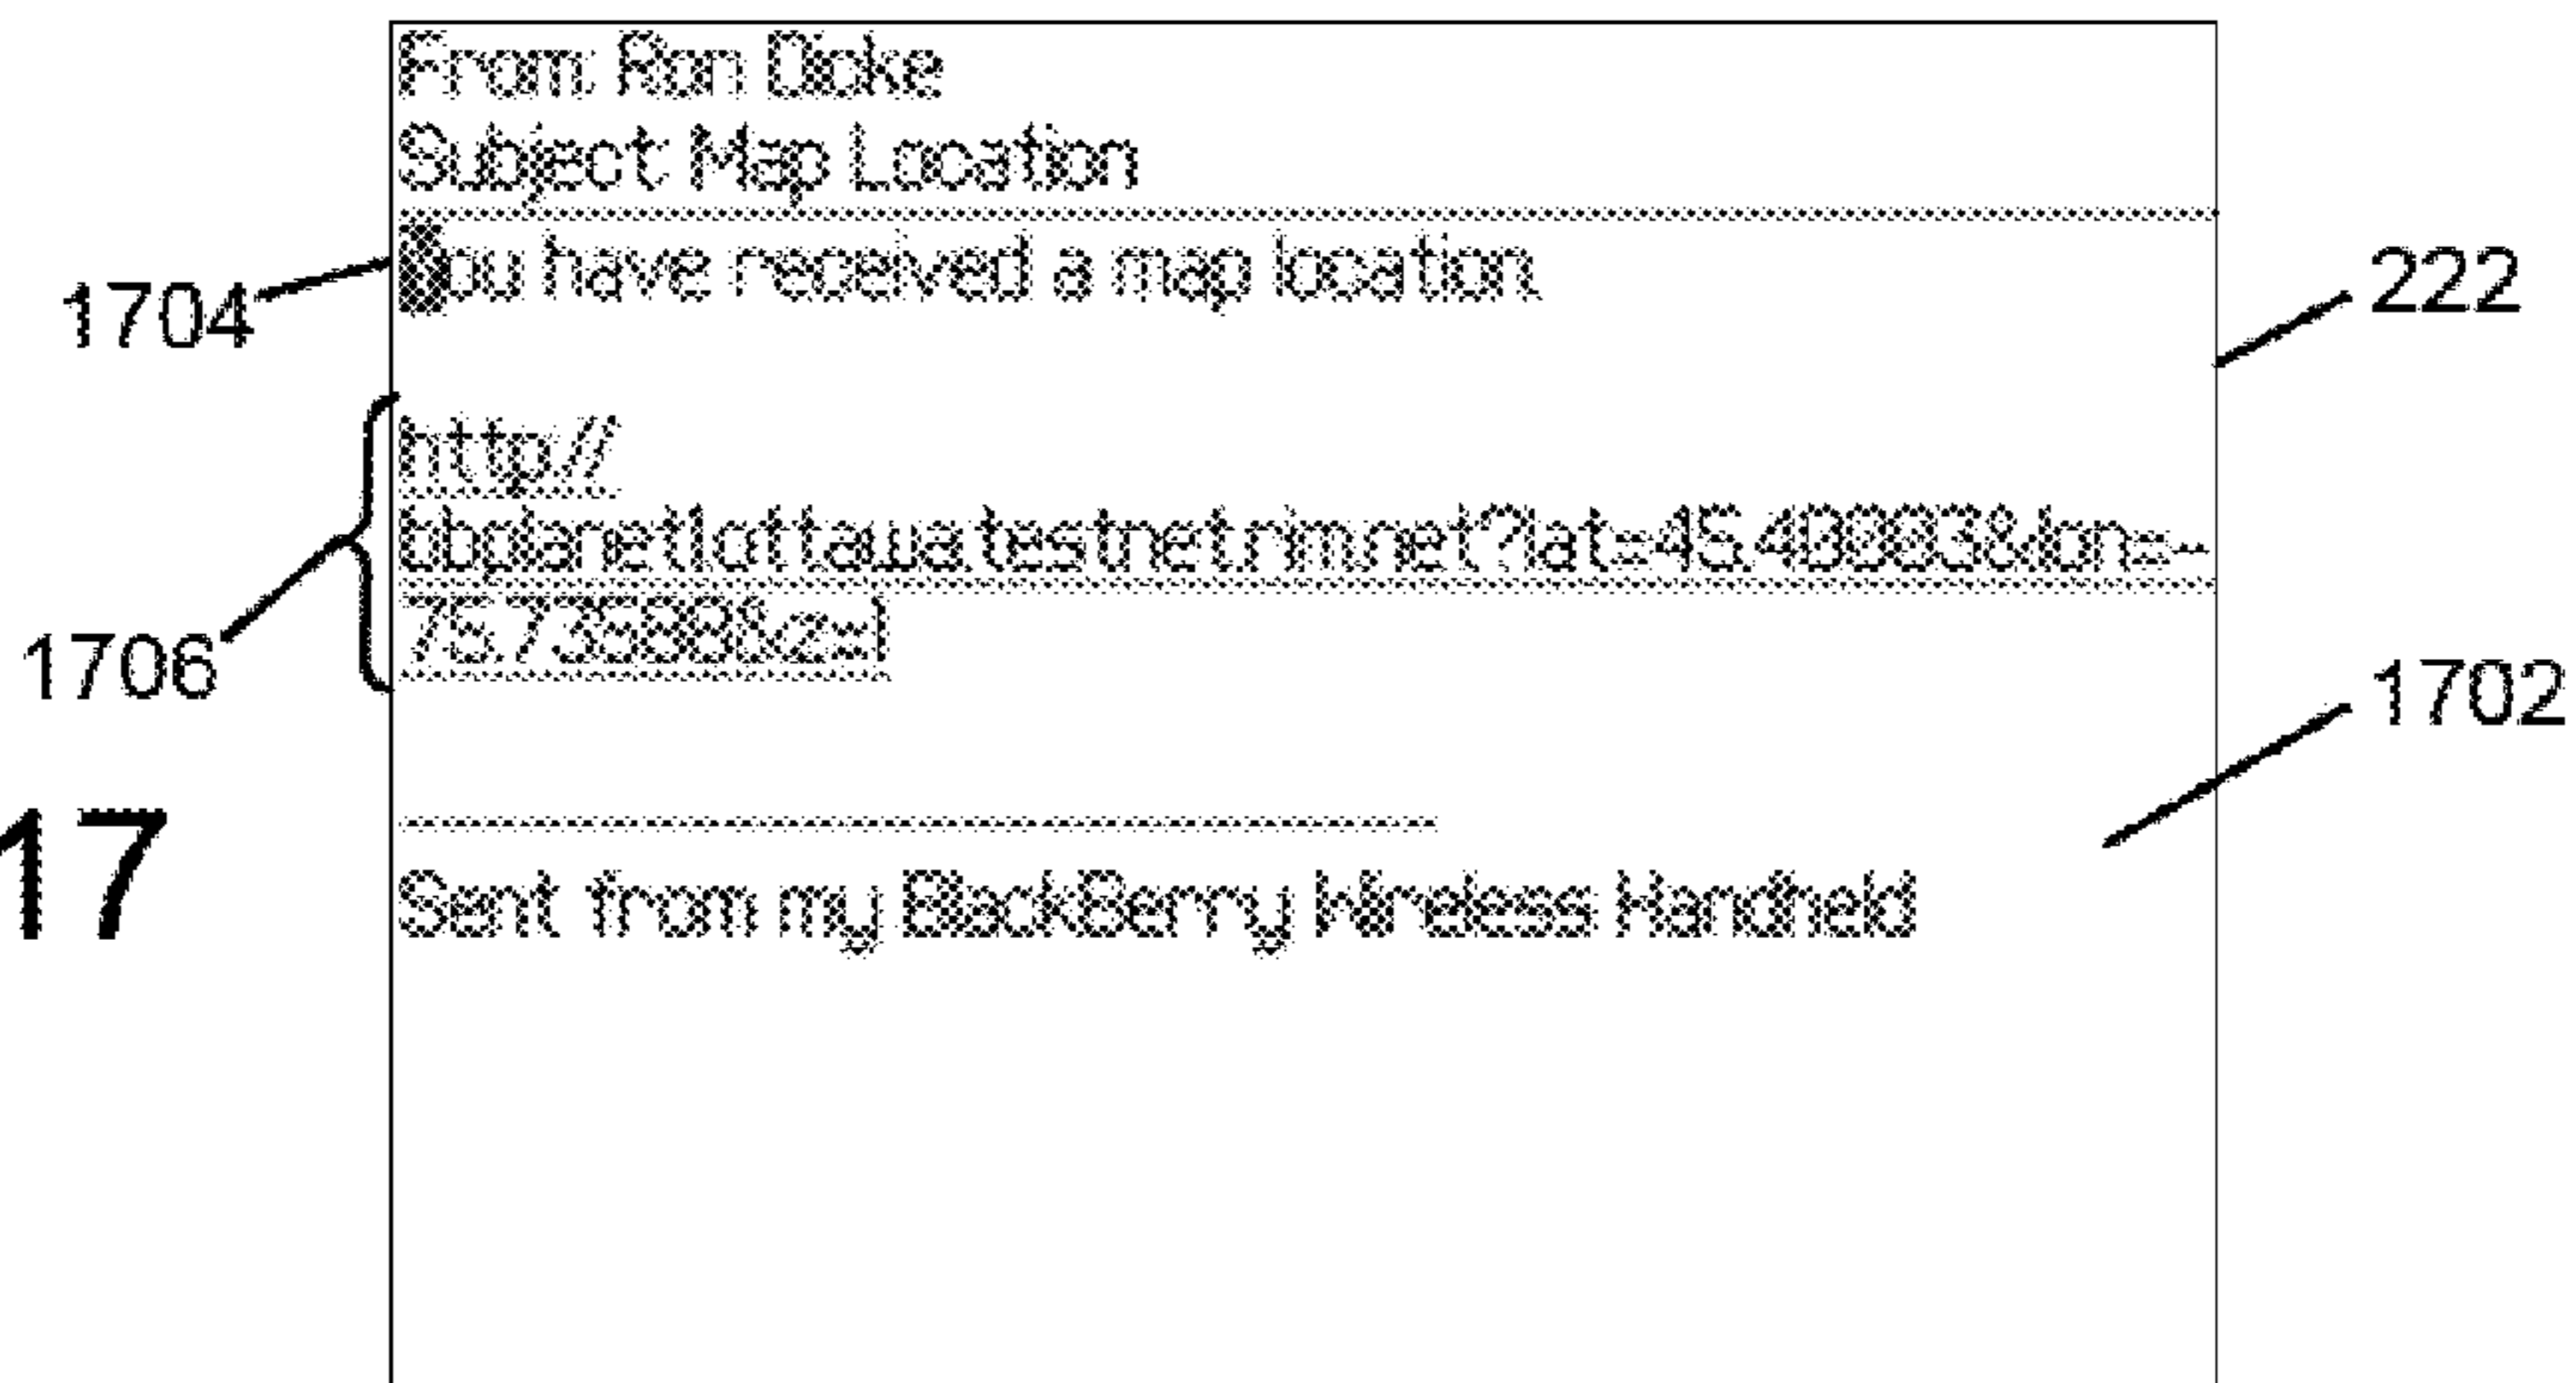 From: Ron Dicke
Subject: Map Location
You have received a map location.
1704
222
http://
1706
75.73588&z=1
1702
17
Sent from my BlackBerry Wireless Handheld